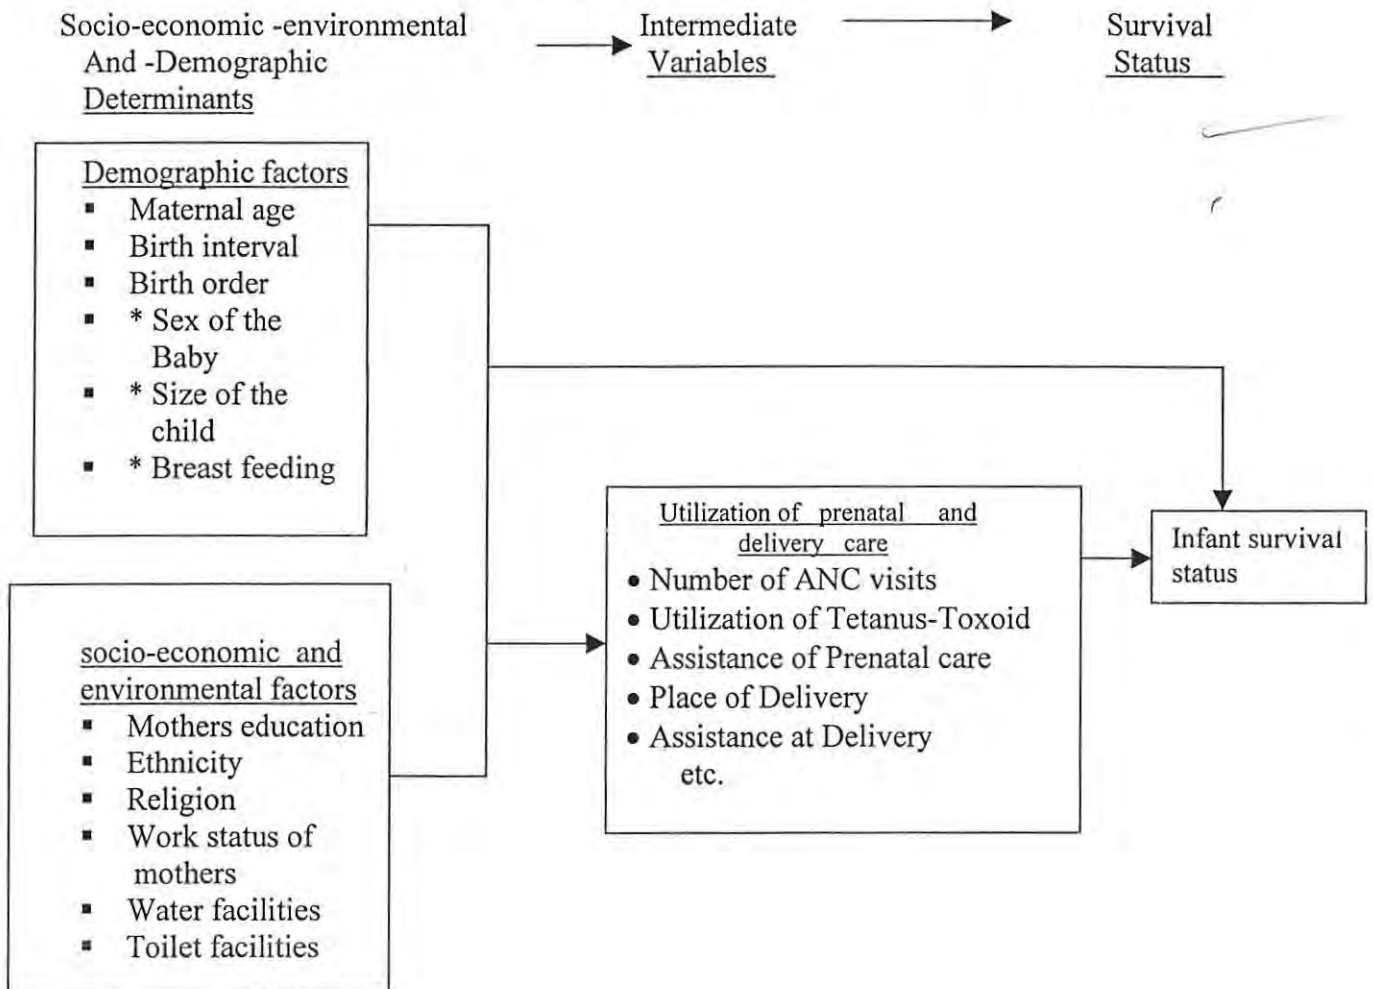 Socio-economic -environmental
And -Demographic
Determinants
Intermediate
Variables
Survival
Status
Demographic factors
▪ Maternal age
▪ Birth interval
▪ Birth order
▪ * Sex of the
Baby
▪ * Size of the
child
▪ * Breast feeding
socio-economic and
environmental factors
▪ Mothers education
▪ Ethnicity
▪ Religion
▪ Work status of
mothers
▪ Water facilities
▪ Toilet facilities
Utilization of prenatal and
delivery care
• Number of ANC visits
• Utilization of Tetanus-Toxoid
• Assistance of Prenatal care
• Place of Delivery
• Assistance at Delivery
etc.
Infant survival
status